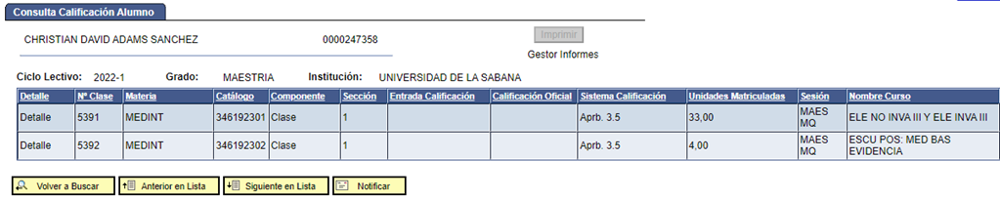 Consulta Calificación Alumno
CHRISTIAN DAVID ADAMS SANCHEZ 0000247358 Imprimir
Gestor Informes
Ciclo Lectivo: 2022-1 Grado: MAESTRIA Institución: UNIVERSIDAD DE LA SABANA
Detalle Nº Clase Materia Catálogo Componente Sección Entrada Calificación Calificación Oficial Sistema Calificación Unidades Matriculadas Sesión Nombre Curso
Detalle 5391 MEDINT 346192301 Clase 1 Aprb. 3.5 33,00 MAES MQ ELE NO INVA III Y ELE INVA III
Detalle 5392 MEDINT 346192302 Clase 1 Aprb. 3.5 4,00 MAES MQ ESCU POS: MED BAS EVIDENCIA
Volver a Buscar Anterior en Lista Siguiente en Lista Notificar